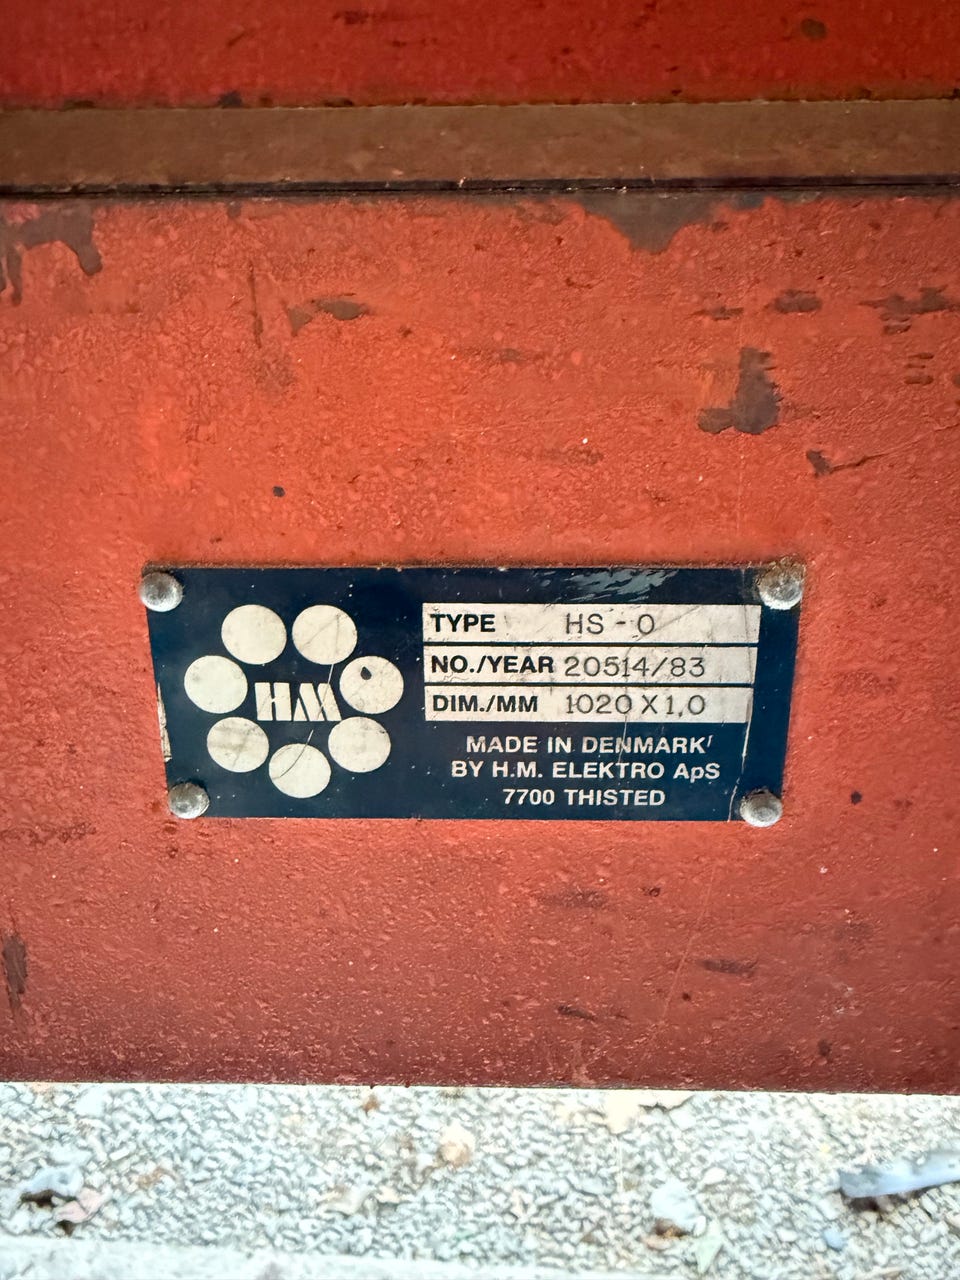 HM
TYPE HS - 0
NO./YEAR 20514/83
DIM./MM 1020 X 1,0
MADE IN DENMARK
BY H.M. ELEKTRO ApS
7700 THISTED